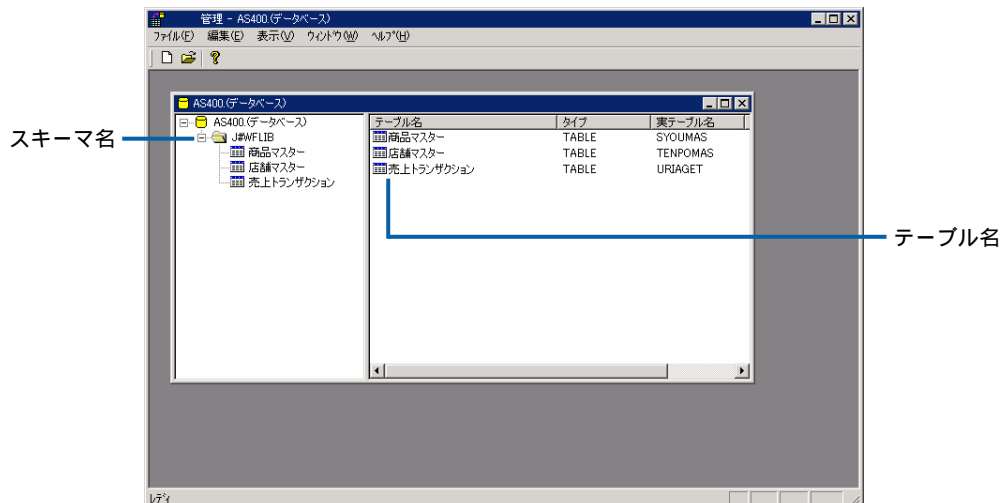 管理 - AS400.(データベース)
ファイル(F) 編集(E) 表示(V) ウィンドウ(W) ヘルプ(H)
AS400.(データベース)
AS400.(データベース)
J#WFLIB
商品マスター
店舗マスター
売上トランザクション
テーブル名 タイプ 実テーブル名
商品マスター TABLE SYOUMAS
店舗マスター TABLE TENPOMAS
売上トランザクション TABLE URIAGET
スキーマ名
テーブル名
レディ